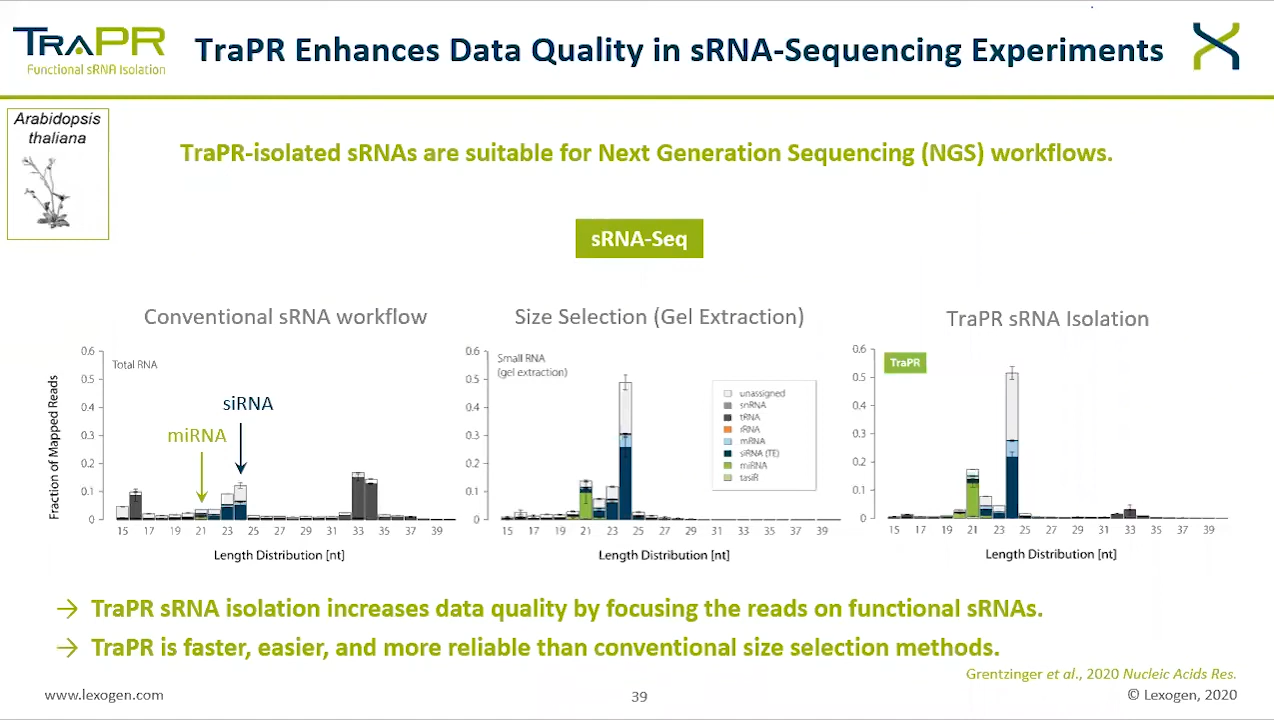 TRAPR
Functional sRNA Isolation
TraPR Enhances Data Quality in sRNA-Sequencing Experiments
Arabidopsis
thaliana
TraPR-isolated sRNAs are suitable for Next Generation Sequencing (NGS) workflows.
sRNA-Seq
Conventional sRNA workflow
Fraction of Mapped Reads
0.6
0.5
0.4
0.3
0.2
0.1
0
Total RNA
miRNA
siRNA
15 17 19 21 23 25 27 29 31 33 35 37 39
Length Distribution [nt]
Size Selection (Gel Extraction)
0.6
0.5
0.4
0.3
0.2
0.1
0
Small RNA
(gel extraction)
unassigned
snRNA
tRNA
rRNA
mRNA
siRNA (TE)
miRNA
tasiR
15 17 19 21 23 25 27 29 31 33 35 37 39
Length Distribution [nt]
TraPR sRNA Isolation
0.6
0.5
0.4
0.3
0.2
0.1
0
TraPR
15 17 19 21 23 25 27 29 31 33 35 37 39
Length Distribution [nt]
→ TraPR sRNA isolation increases data quality by focusing the reads on functional sRNAs.
→ TraPR is faster, easier, and more reliable than conventional size selection methods.
Grentzinger et al., 2020 Nucleic Acids Res.
www.lexogen.com
39
© Lexogen, 2020